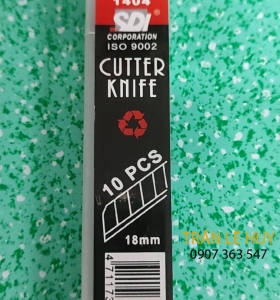 1404
SDI
CORPORATION
ISO 9002
CUTTER
KNIFE
10 PCS
18mm
TRẦN LÊ HUY
0907 363 547